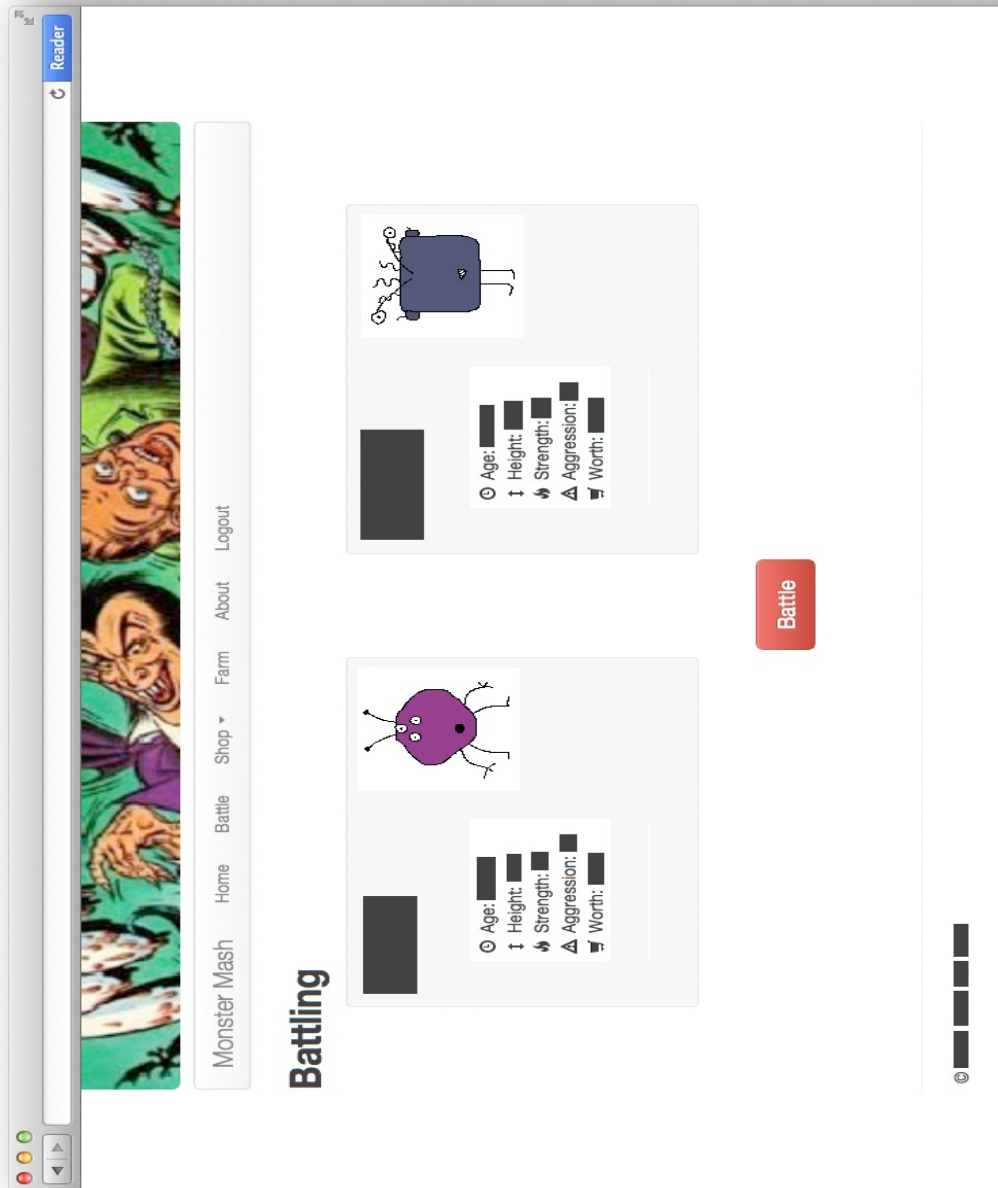 Reader
Monster Mash Home Battle Shop Farm About Logout
Battling
Age:
Height:
Strength:
Aggression:
Worth:
Age:
Height:
Strength:
Aggression:
Worth:
Battle
©